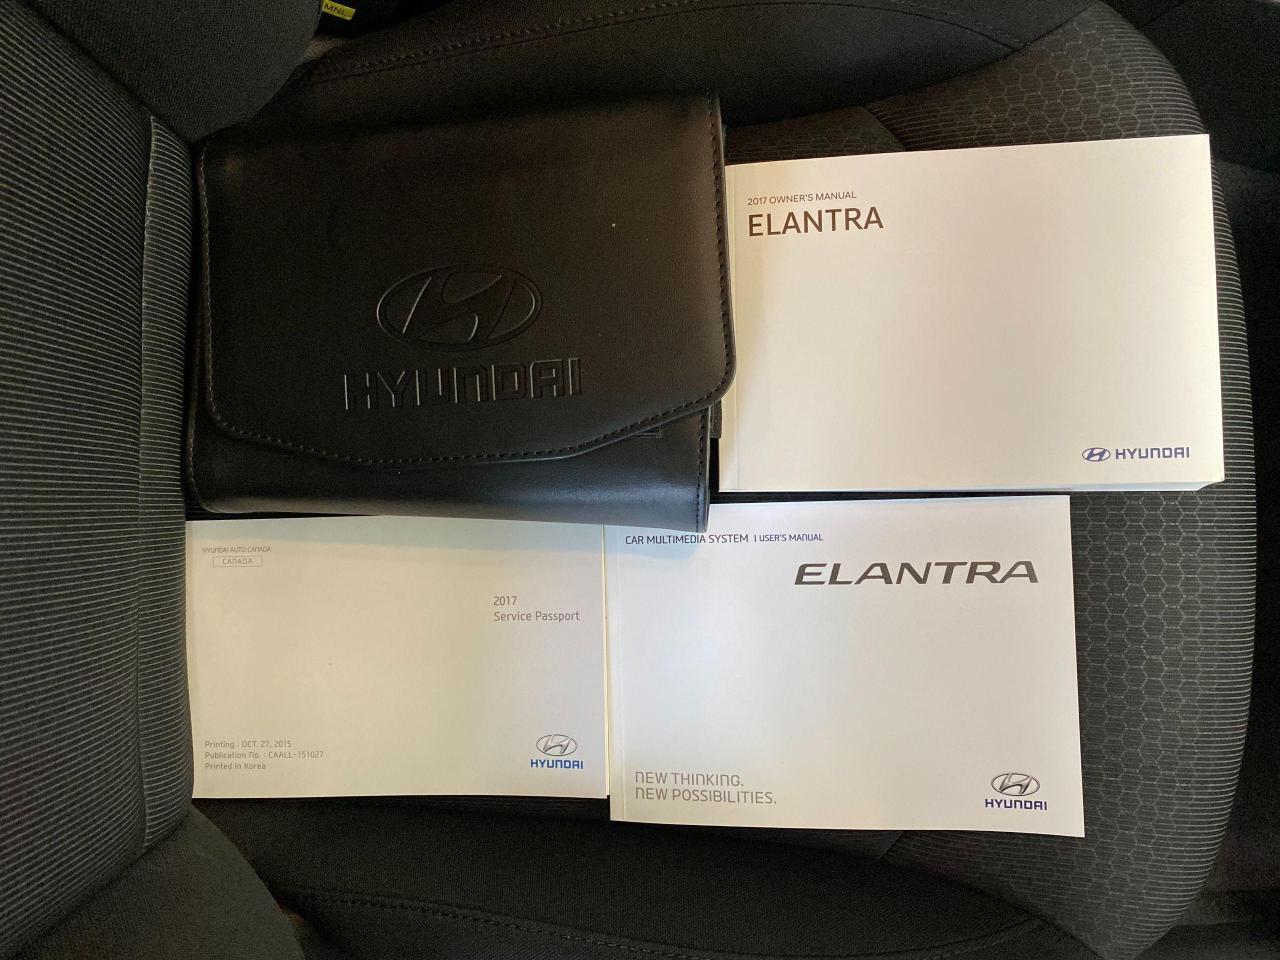 MNL
HYUNDAI
2017 OWNER'S MANUAL
ELANTRA
HYUNDAI
HYUNDAI AUTO CANADA
CANADA
2017
Service Passport
Printing : OCT. 27, 2015
Publication No. : CAALL-151027
Printed in Korea
HYUNDAI
CAR MULTIMEDIA SYSTEM | USER'S MANUAL
ELANTRA
NEW THINKING.
NEW POSSIBILITIES.
HYUNDAI